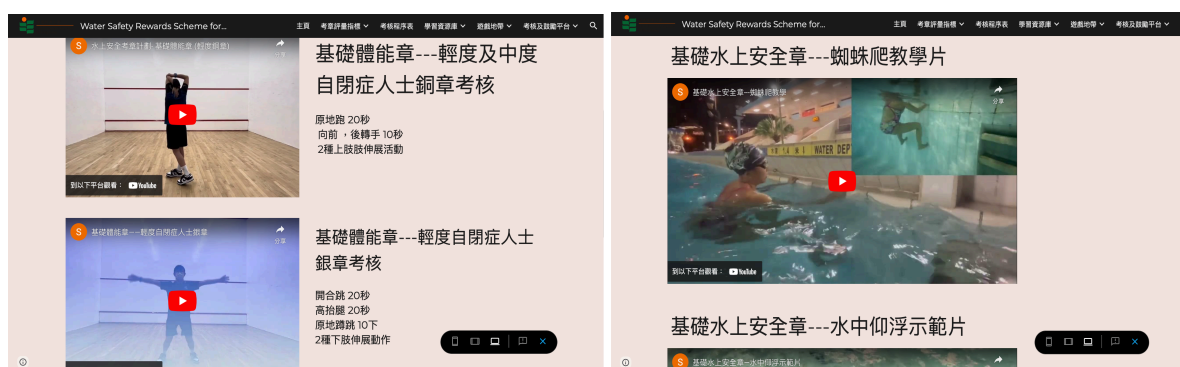 Water Safety Rewards Scheme for...
主頁 考章評量指標 考核程序表 學習資源庫 遊戲地帶 考核及鼓勵平台
S 水上安全考章計劃_基礎體能章 (輕度銅章)
分享
到以下平台觀看： YouTube
基礎體能章---輕度及中度
自閉症人士銅章考核
原地跑 20秒
向前 ，後轉手 10秒
2種上肢肢伸展活動
S 基礎體能章---輕度自閉症人士銀章
分享
基礎體能章---輕度自閉症人士
銀章考核
開合跳 20秒
高抬腿 20秒
原地蹲跳 10下
2種下肢伸展動作
Water Safety Rewards Scheme for...
主頁 考章評量指標 考核程序表 學習資源庫 遊戲地帶 考核及鼓勵平台
基礎水上安全章---蜘蛛爬教學片
S 基礎水上安全章---蜘蛛爬教學
分享
WATER DEP
到以下平台觀看： YouTube
基礎水上安全章---水中仰浮示範片
S 基礎水上安全章--水中仰浮示範片